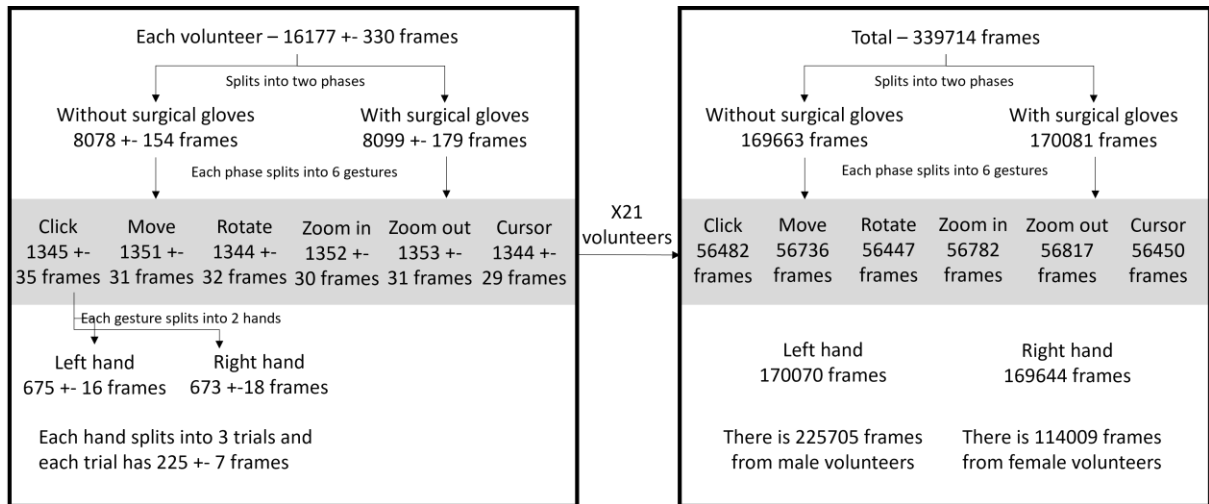 Each volunteer – 16177 +- 330 frames
Splits into two phases
Without surgical gloves
8078 +- 154 frames
With surgical gloves
8099 +- 179 frames
Each phase splits into 6 gestures
Click
1345 +-
35 frames
Move
1351 +-
31 frames
Rotate
1344 +-
32 frames
Zoom in
1352 +-
30 frames
Zoom out
1353 +-
31 frames
Cursor
1344 +-
29 frames
Each gesture splits into 2 hands
Left hand
675 +- 16 frames
Right hand
673 +-18 frames
Each hand splits into 3 trials and
each trial has 225 +- 7 frames
X21
volunteers
Total – 339714 frames
Splits into two phases
Without surgical gloves
169663 frames
With surgical gloves
170081 frames
Each phase splits into 6 gestures
Click
56482
frames
Move
56736
frames
Rotate
56447
frames
Zoom in
56782
frames
Zoom out
56817
frames
Cursor
56450
frames
Left hand
170070 frames
Right hand
169644 frames
There is 225705 frames
from male volunteers
There is 114009 frames
from female volunteers